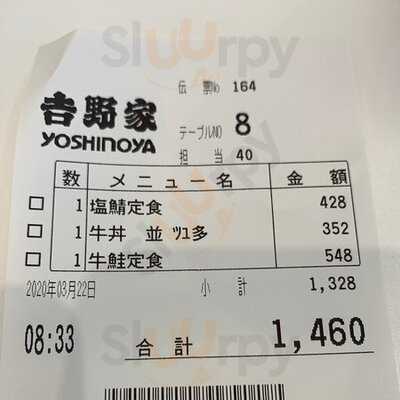 Sluurpy
伝票No 164
吉野家
YOSHINOYA
テーブルNO 8
担当 40
数 メニュー名 金額
1 塩鯖定食 428
1 牛丼 並 ﾂﾕ多 352
1 牛鮭定食 548
2020年03月22日 小計 1,328
08:33 合計 1,460
Sluurpy